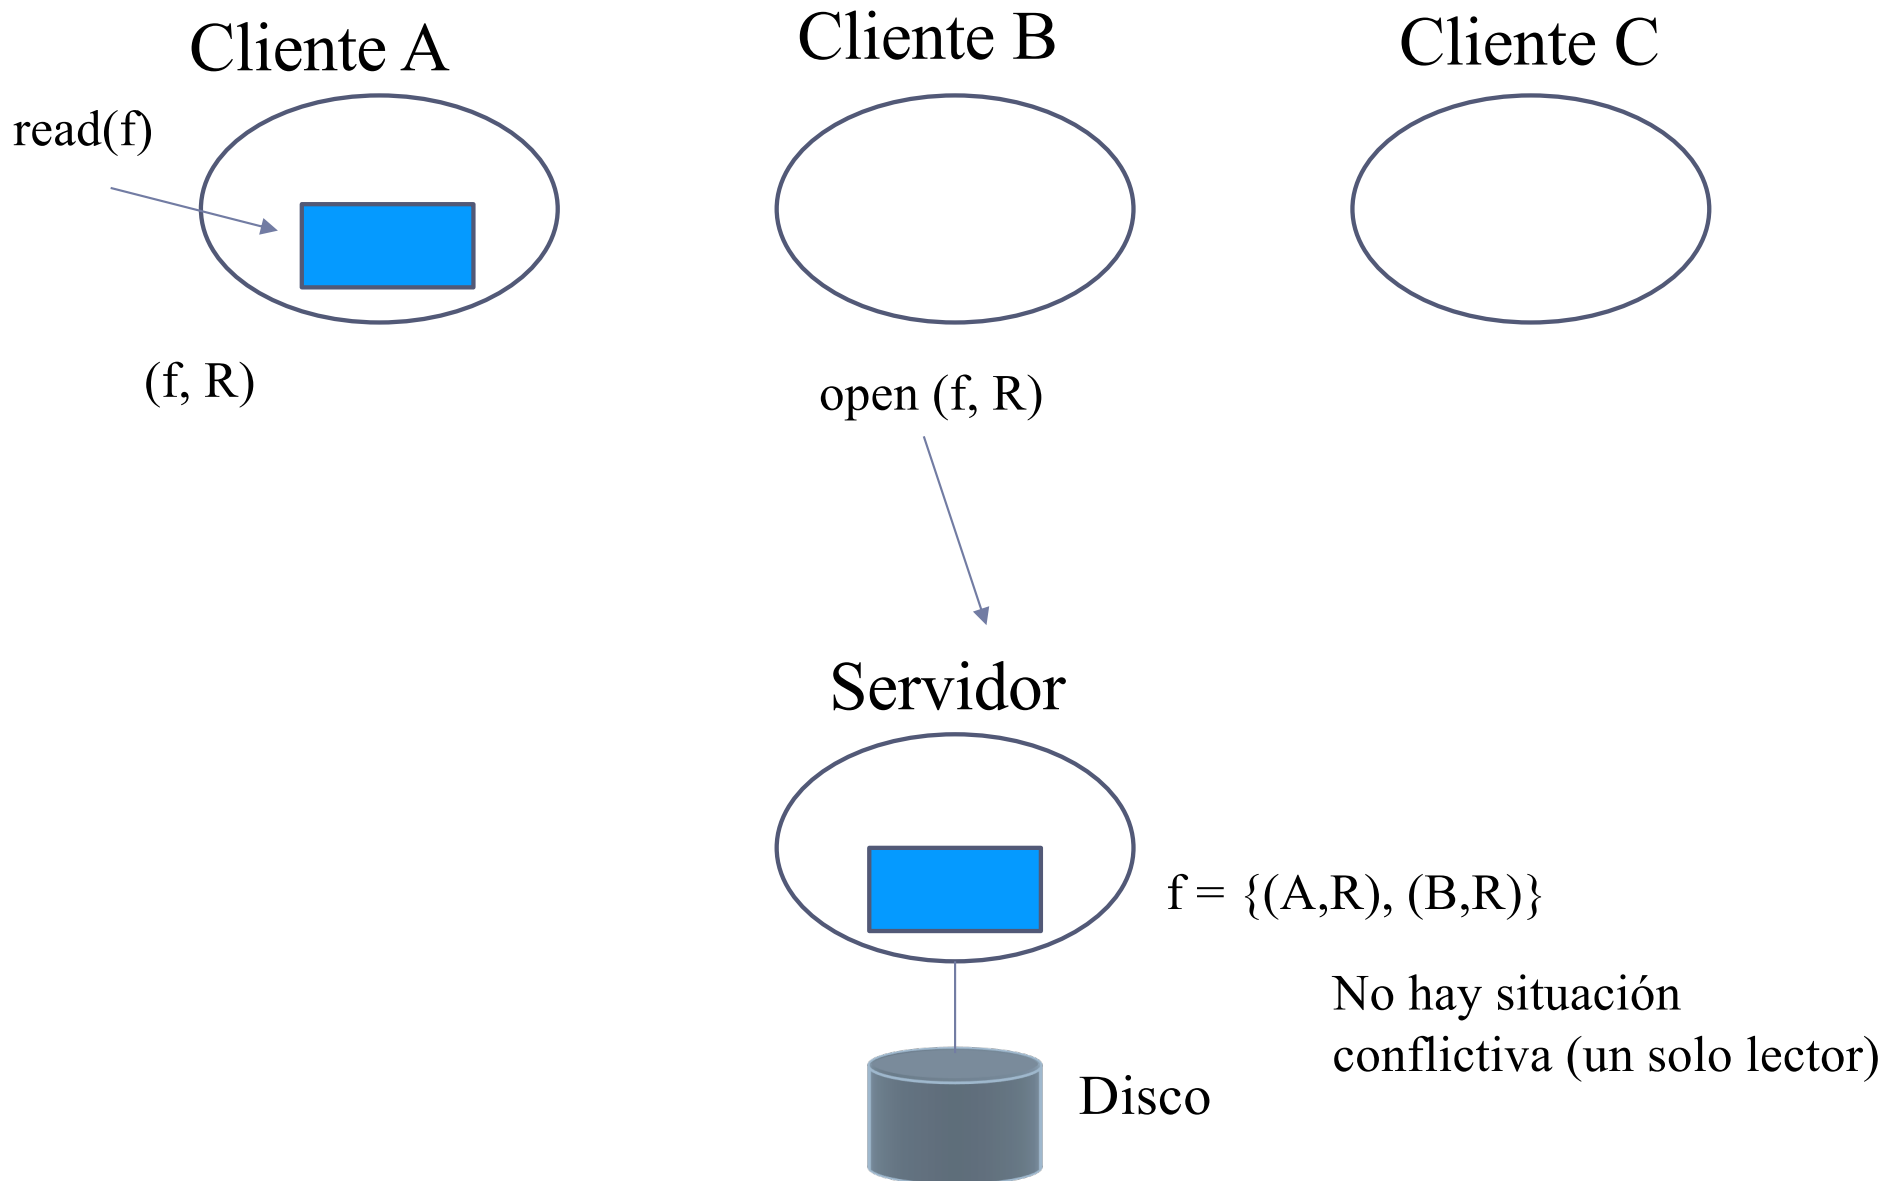 Cliente A
Cliente B
Cliente C
read(f)
(f, R)
open (f, R)
Servidor
f = {(A,R), (B,R)}
No hay situación
conflictiva (un solo lector)
Disco